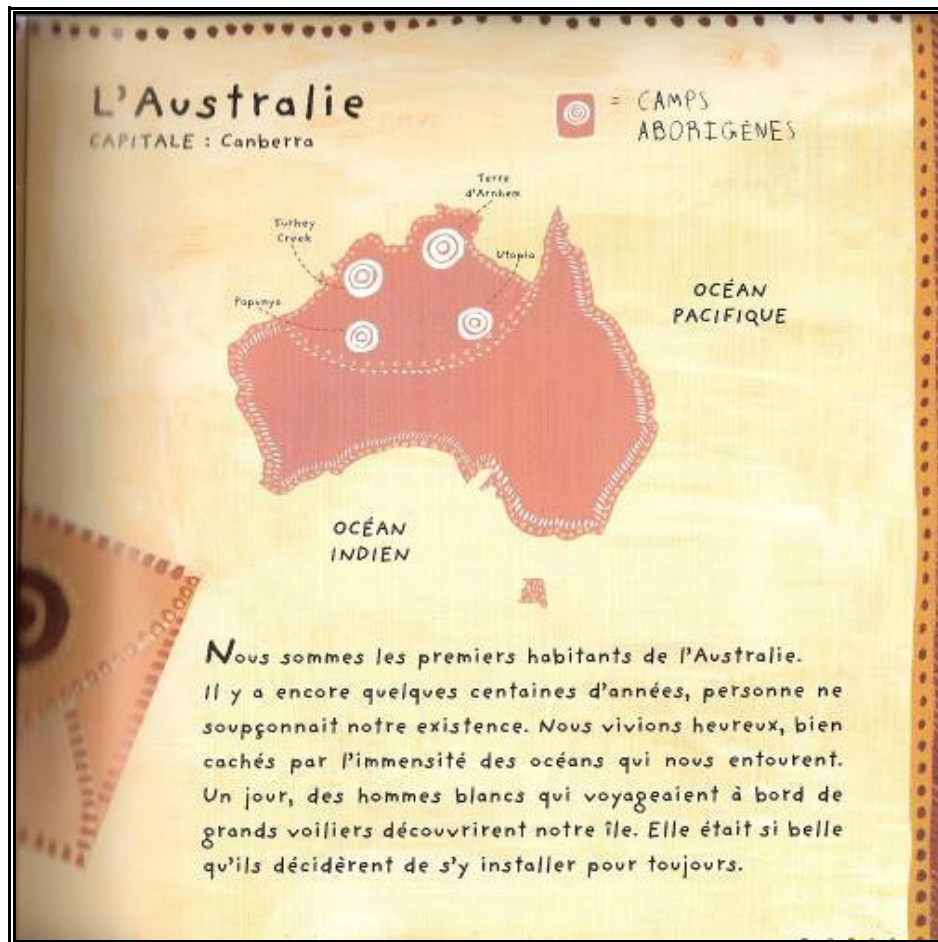 L'Australie
CAPITALE : Canberra
= CAMPS
ABORIGÈNES
Terre
d'Arnhem
Turkey
Creek
Utopia
Papunya
OCÉAN
PACIFIQUE
OCÉAN
INDIEN
Nous sommes les premiers habitants de l'Australie.
Il y a encore quelques centaines d'années, personne ne
soupçonnait notre existence. Nous vivions heureux, bien
cachés par l'immensité des océans qui nous entourent.
Un jour, des hommes blancs qui voyageaient à bord de
grands voiliers découvrirent notre île. Elle était si belle
qu'ils décidèrent de s'y installer pour toujours.